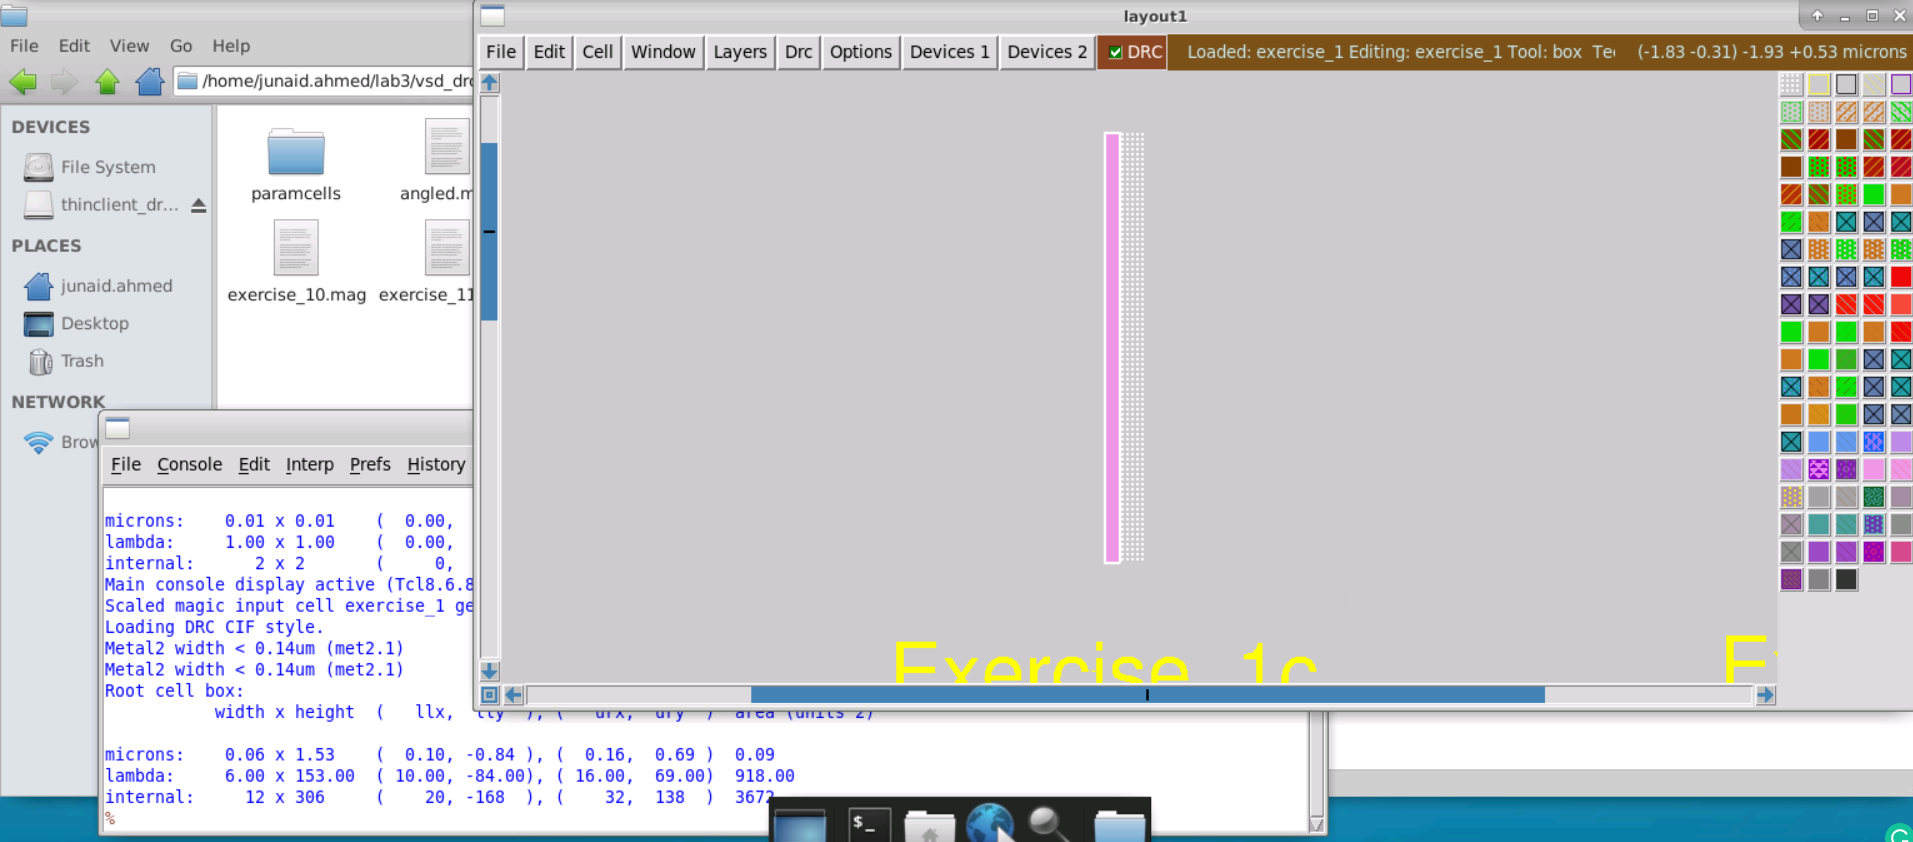 File Edit View Go Help
/home/junaid.ahmed/lab3/vsd_drc
DEVICES
File System
thinclient_dr...
PLACES
junaid.ahmed
Desktop
Trash
NETWORK
Brow
paramcells
angled.m
exercise_10.mag
exercise_11
layout1
File Edit Cell Window Layers Drc Options Devices 1 Devices 2 DRC
Loaded: exercise_1 Editing: exercise_1 Tool: box Tec (-1.83 -0.31) -1.93 +0.53 microns
Exercise 1c
File Console Edit Interp Prefs History
microns: 0.01 x 0.01 ( 0.00,
lambda: 1.00 x 1.00 ( 0.00,
internal: 2 x 2 ( 0,
Main console display active (Tcl8.6.8
Scaled magic input cell exercise_1 ge
Loading DRC CIF style.
Metal2 width < 0.14um (met2.1)
Metal2 width < 0.14um (met2.1)
Root cell box:
width x height ( llx, lly ), ( urx, ury ) area (units^2)
microns: 0.06 x 1.53 ( 0.10, -0.84 ), ( 0.16, 0.69 ) 0.09
lambda: 6.00 x 153.00 ( 10.00, -84.00), ( 16.00, 69.00) 918.00
internal: 12 x 306 ( 20, -168 ), ( 32, 138 ) 3672
%
$_